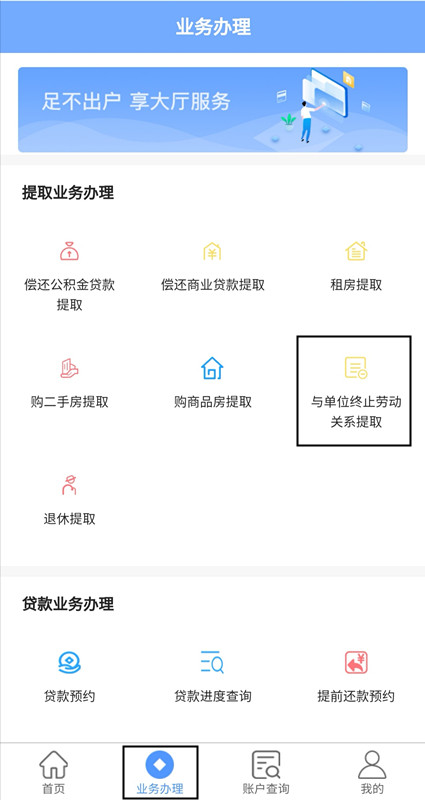 业务办理
足不出户 享大厅服务
提取业务办理
偿还公积金贷款
提取
偿还商业贷款提取
租房提取
购二手房提取
购商品房提取
与单位终止劳动
关系提取
退休提取
贷款业务办理
贷款预约
贷款进度查询
提前还款预约
首页
业务办理
账户查询
我的